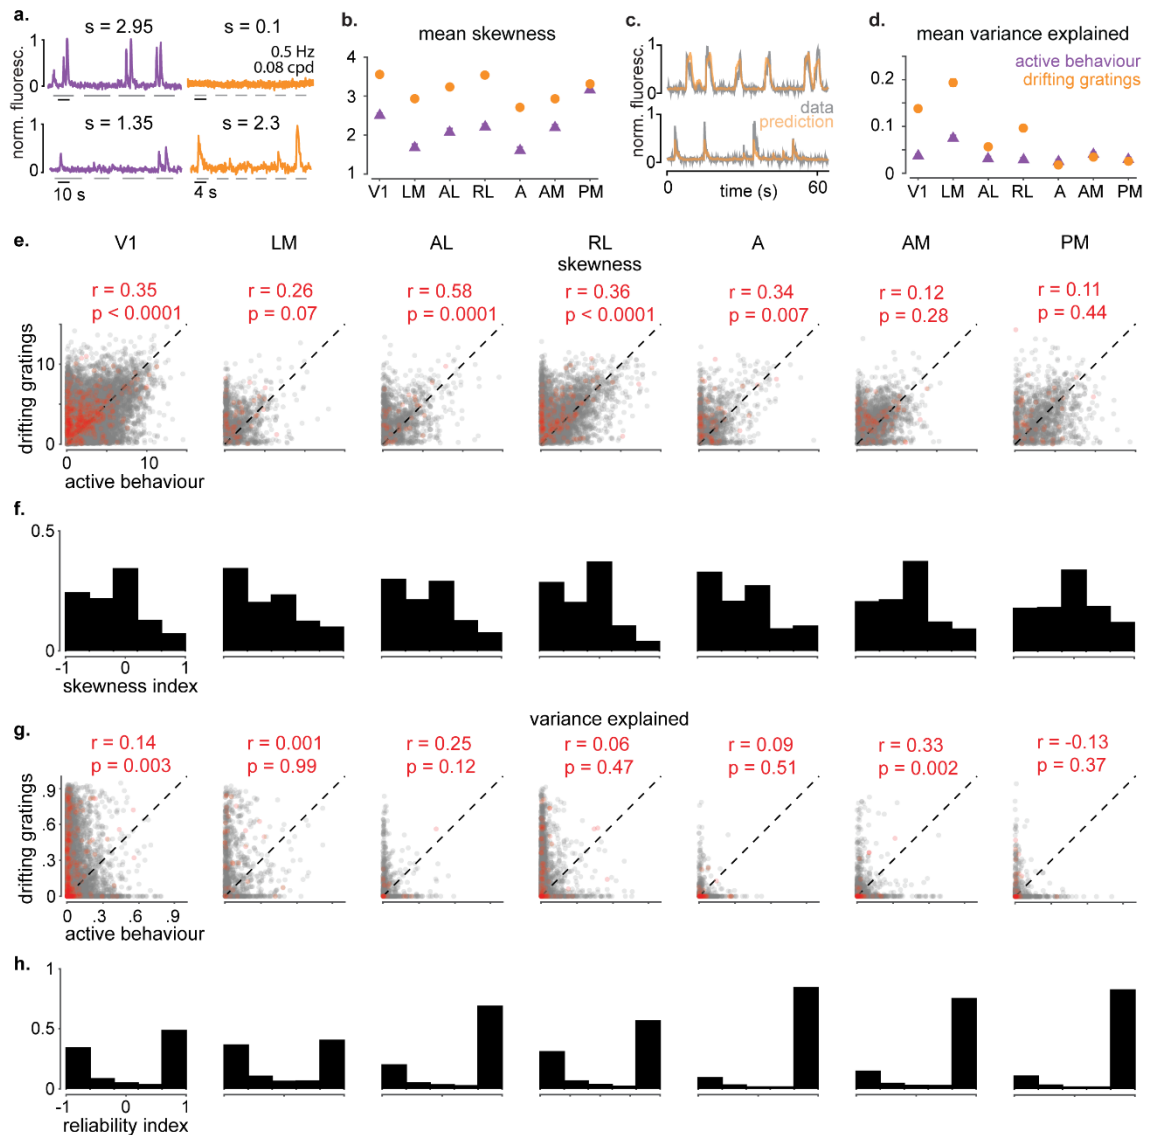 a.
s = 2.95
s = 0.1
0.5 Hz
0.08 cpd
norm. fluoresc.
1
0
s = 1.35
s = 2.3
1
0
10 s
4 s
b.
mean skewness
4
3
2
1
V1 LM AL RL A AM PM
c.
norm. fluoresc.
1
0
data
prediction
1
0
0 time (s) 60
d.
mean variance explained
active behaviour
drifting gratings
0.2
0.1
0
V1 LM AL RL A AM PM
e.
V1 LM AL RL A AM PM
skewness
r = 0.35
p < 0.0001
r = 0.26
p = 0.07
r = 0.58
p = 0.0001
r = 0.36
p < 0.0001
r = 0.34
p = 0.007
r = 0.12
p = 0.28
r = 0.11
p = 0.44
drifting gratings
10
0
0 10
active behaviour
f.
0.5
0
-1 0 1
skewness index
g.
variance explained
r = 0.14
p = 0.003
r = 0.001
p = 0.99
r = 0.25
p = 0.12
r = 0.06
p = 0.47
r = 0.09
p = 0.51
r = 0.33
p = 0.002
r = -0.13
p = 0.37
drifting gratings
.9
.6
.3
0
0 .3 .6 .9
active behaviour
h.
1
0.5
0
-1 0 1
reliability index